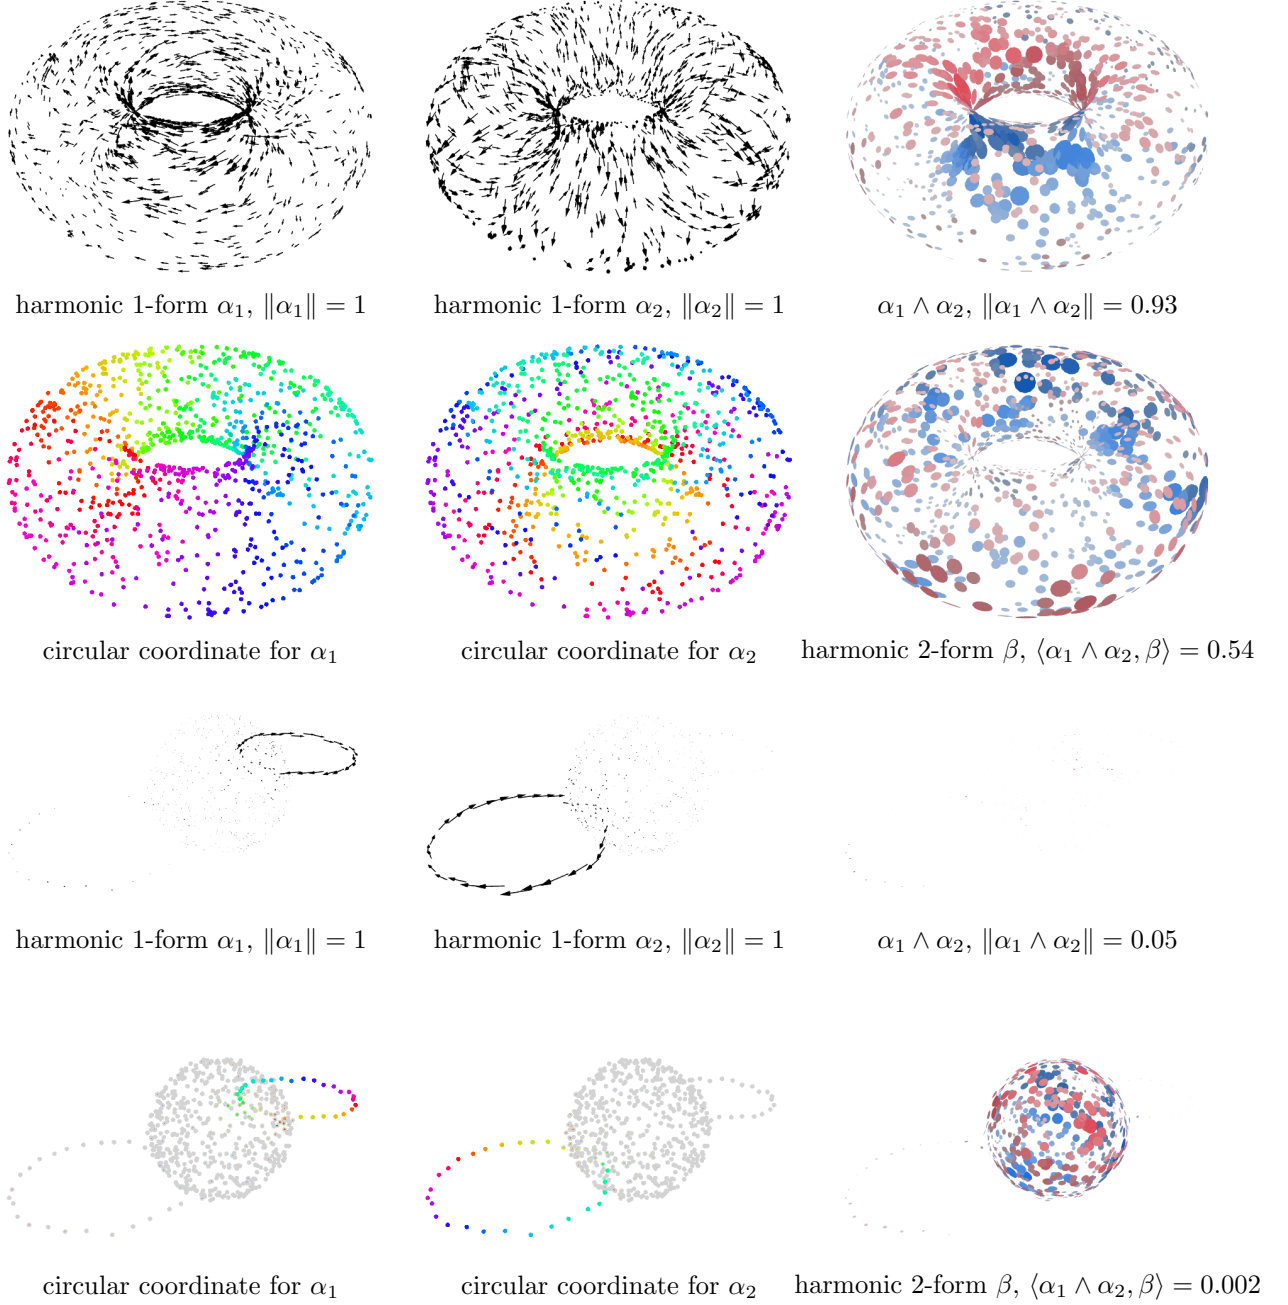 harmonic 1-form α₁, ‖α₁‖ = 1
harmonic 1-form α₂, ‖α₂‖ = 1
α₁ ∧ α₂, ‖α₁ ∧ α₂‖ = 0.93
circular coordinate for α₁
circular coordinate for α₂
harmonic 2-form β, ⟨α₁ ∧ α₂, β⟩ = 0.54
harmonic 1-form α₁, ‖α₁‖ = 1
harmonic 1-form α₂, ‖α₂‖ = 1
α₁ ∧ α₂, ‖α₁ ∧ α₂‖ = 0.05
circular coordinate for α₁
circular coordinate for α₂
harmonic 2-form β, ⟨α₁ ∧ α₂, β⟩ = 0.002